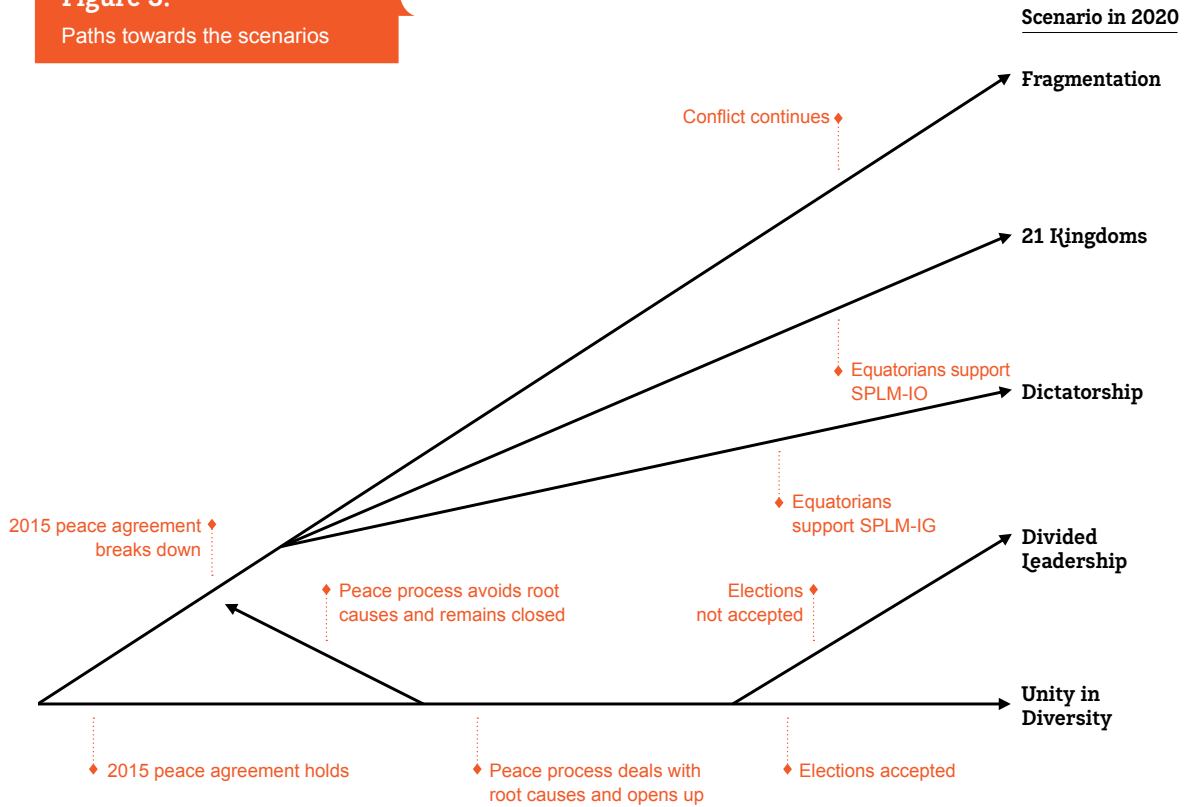 Figure 3:
Paths towards the scenarios
Scenario in 2020
Fragmentation
Conflict continues
21 Kingdoms
Equatorians support
SPLM-IO
Dictatorship
Equatorians
support SPLM-IG
2015 peace agreement
breaks down
Divided
Leadership
Peace process avoids root
causes and remains closed
Elections
not accepted
Unity in
Diversity
2015 peace agreement holds
Peace process deals with
root causes and opens up
Elections accepted